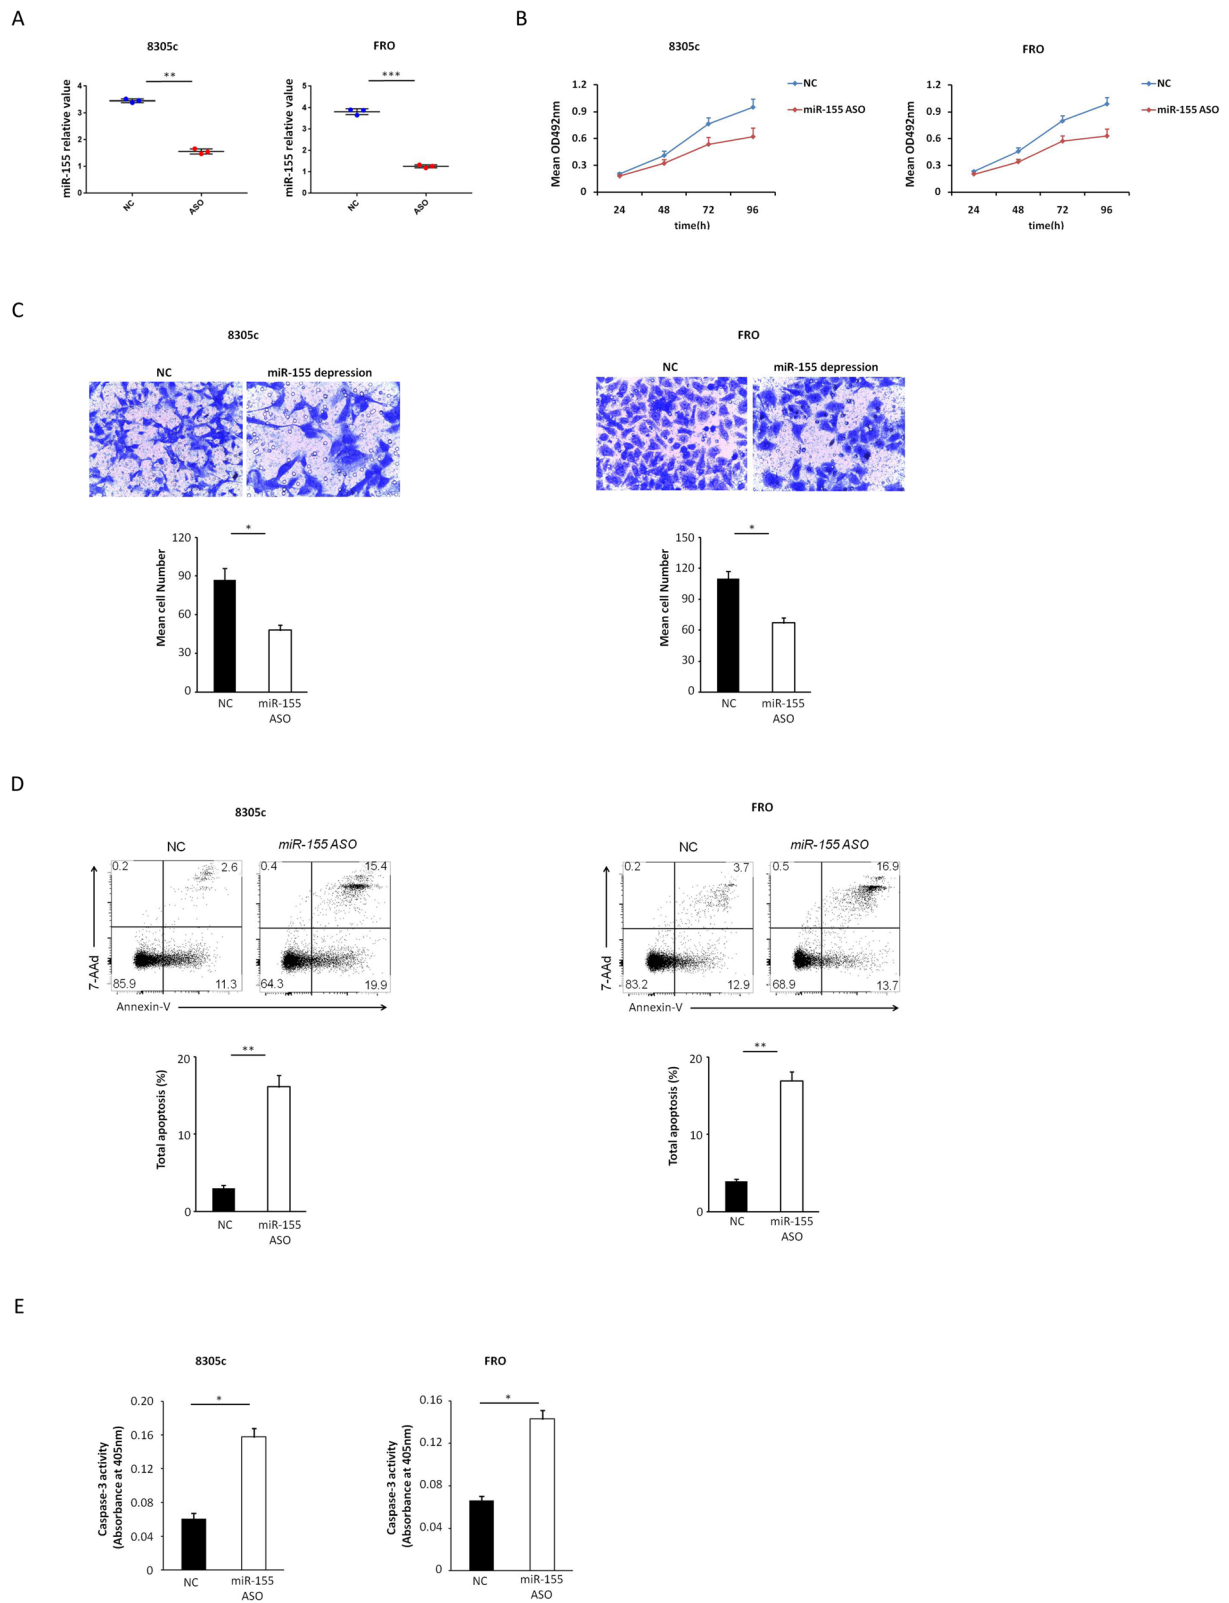 A
8305c
**
miR-155 relative value
4
3
2
1
0
NC
ASO
FRO
***
miR-155 relative value
5
4
3
2
1
0
NC
ASO
B
8305c
Mean OD492nm
1.2
0.9
0.6
0.3
0
24 48 72 96
time(h)
NC
miR-155 ASO
FRO
Mean OD492nm
1.2
0.9
0.6
0.3
0
24 48 72 96
time(h)
NC
miR-155 ASO
C
8305c
NC miR-155 depression
*
Mean cell Number
120
90
60
30
0
NC miR-155
ASO
FRO
NC miR-155 depression
*
Mean cell Number
150
120
90
60
30
0
NC miR-155
ASO
D
8305c
NC miR-155 ASO
0.2 2.6 0.4 15.4
7-AAd
85.9 11.3 64.3 19.9
Annexin-V
**
Total apoptosis (%)
20
10
0
NC miR-155
ASO
FRO
NC miR-155 ASO
0.2 3.7 0.5 16.9
7-AAd
83.2 12.9 68.9 13.7
Annexin-V
**
Total apoptosis (%)
20
10
0
NC miR-155
ASO
E
8305c
*
Caspase-3 activity
(Absorbance at 405nm)
0.20
0.16
0.12
0.08
0.04
0
NC miR-155
ASO
FRO
*
Caspase-3 activity
(Absorbance at 405nm)
0.16
0.12
0.08
0.04
0
NC miR-155
ASO